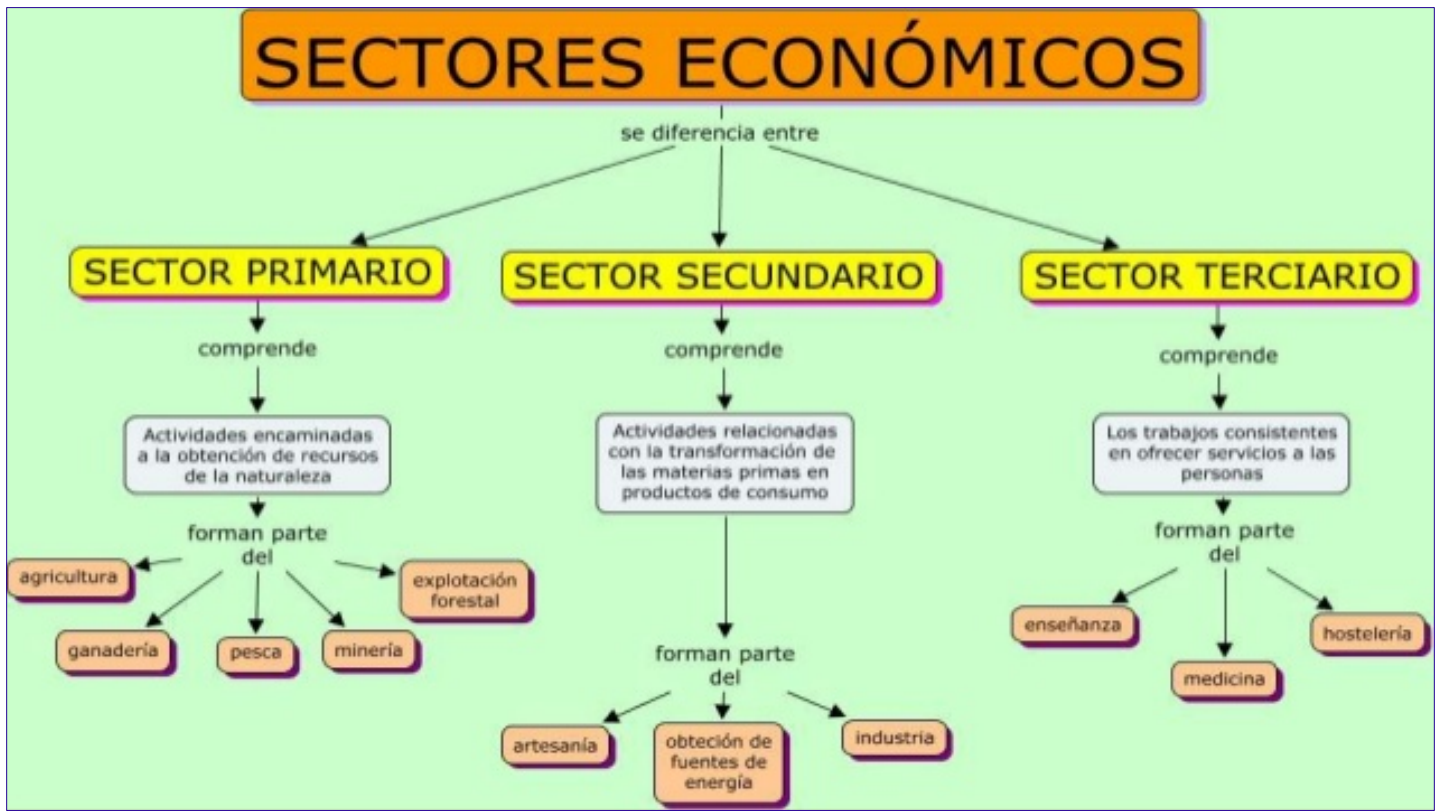 SECTORES ECONÓMICOS
se diferencia entre
SECTOR PRIMARIO
comprende
Actividades encaminadas
a la obtención de recursos
de la naturaleza
forman parte
del
agricultura
ganadería
pesca
minería
explotación
forestal
SECTOR SECUNDARIO
comprende
Actividades relacionadas
con la transformación de
las materias primas en
productos de consumo
forman parte
del
artesanía
obteción de
fuentes de
energía
industria
SECTOR TERCIARIO
comprende
Los trabajos consistentes
en ofrecer servicios a las
personas
forman parte
del
enseñanza
medicina
hostelería